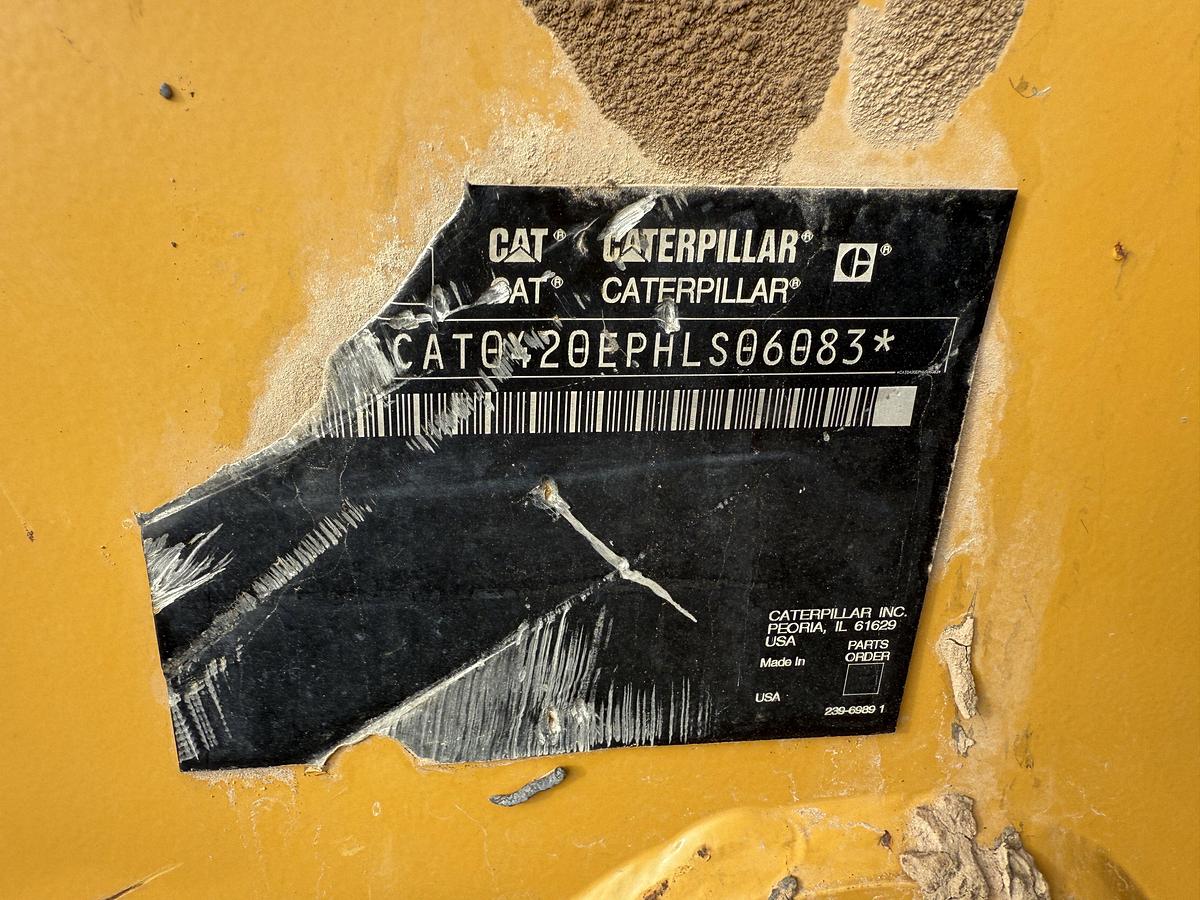 CAT® CATERPILLAR® ®
CAT® CATERPILLAR®
CAT0420EPHLS06083*
CATERPILLAR INC.
PEORIA, IL 61629
USA
PARTS
ORDER
Made In
USA
239-6989 1